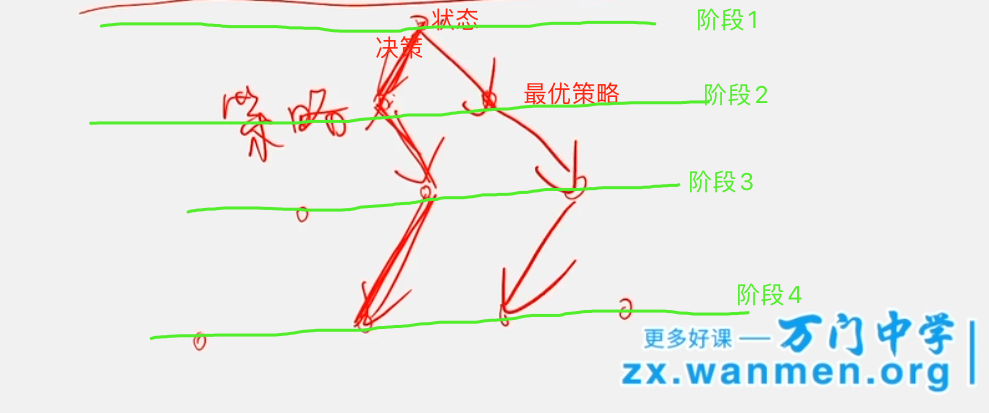 状态
阶段1
决策
最优策略
阶段2
策略
阶段3
阶段4
更多好课 — 万门中学
zx.wanmen.org